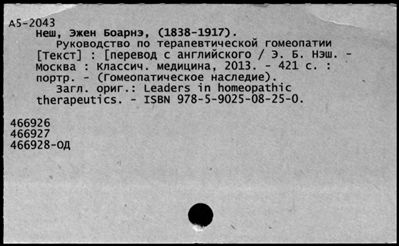 А5-2043
Неш, Эжен Боарнэ, (1838-1917).
Руководство по терапевтической гомеопатии
[Текст] : [перевод с английского / Э. Б. Нэш. -
Москва : Классич. медицина, 2013. - 421 с. :
портр. - (Гомеопатическое наследие).
Загл. ориг.: Leaders in homeopathic
therapeutics. - ISBN 978-5-9025-08-25-0.
466926
466927
466928-ОД